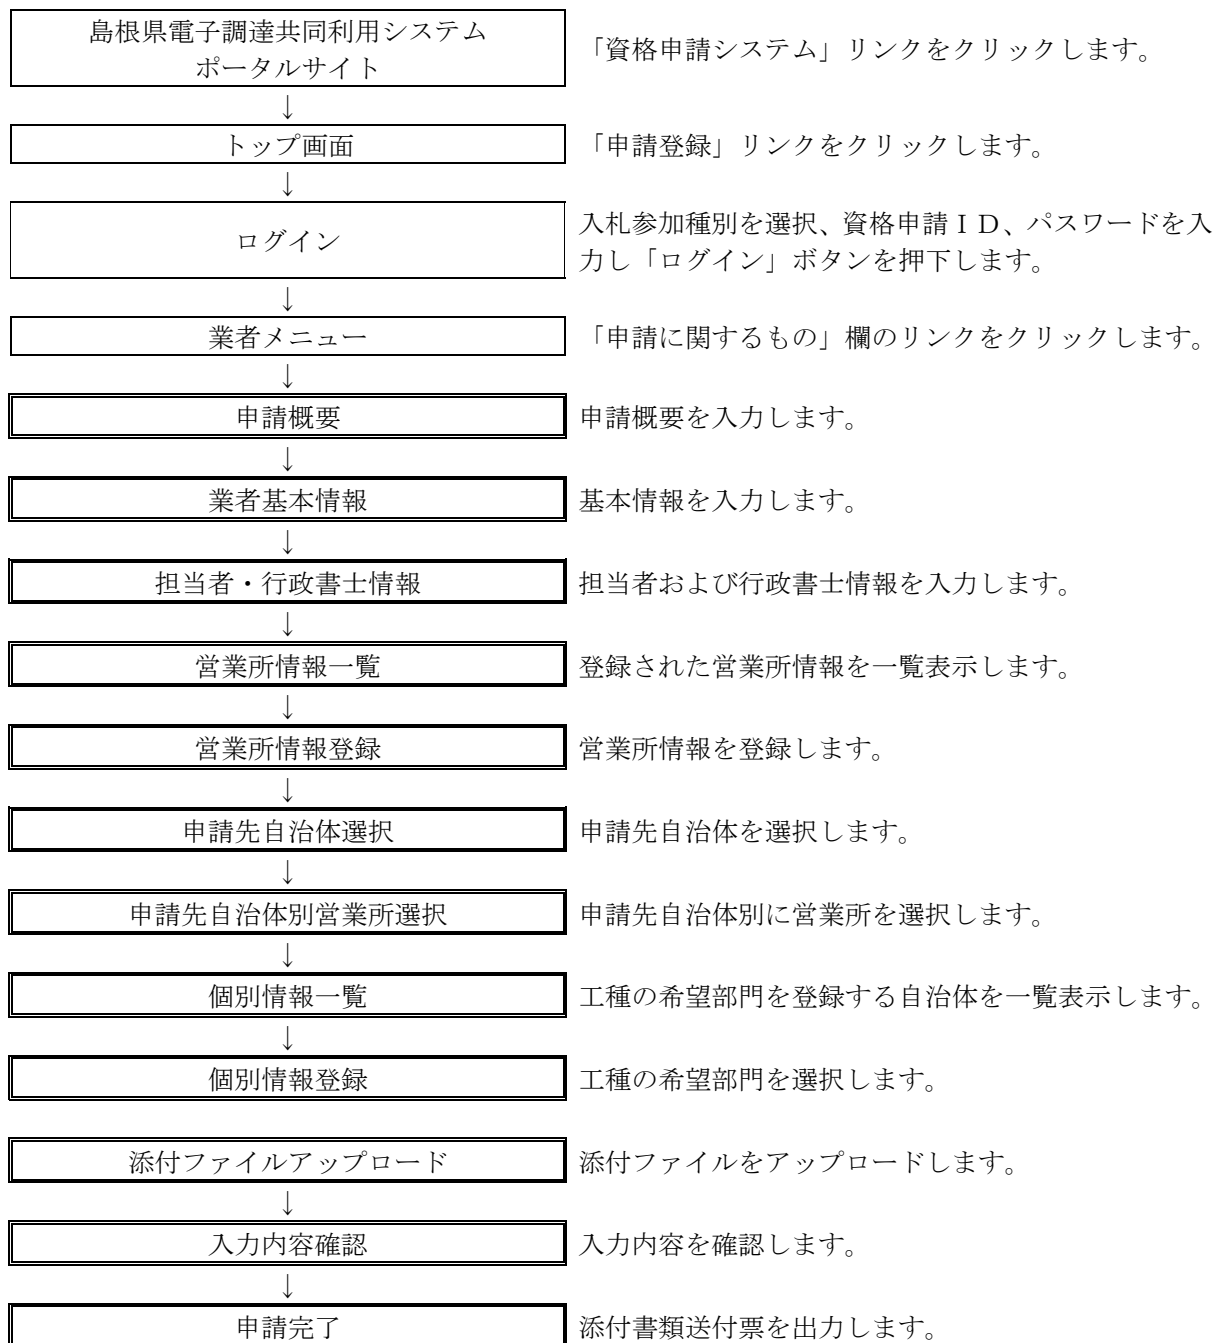 島根県電子調達共同利用システム
ポータルサイト
「資格申請システム」リンクをクリックします。
↓
トップ画面
「申請登録」リンクをクリックします。
↓
ログイン
入札参加種別を選択、資格申請ＩＤ、パスワードを入
力し「ログイン」ボタンを押下します。
↓
業者メニュー
「申請に関するもの」欄のリンクをクリックします。
↓
申請概要
申請概要を入力します。
↓
業者基本情報
基本情報を入力します。
↓
担当者・行政書士情報
担当者および行政書士情報を入力します。
↓
営業所情報一覧
登録された営業所情報を一覧表示します。
↓
営業所情報登録
営業所情報を登録します。
↓
申請先自治体選択
申請先自治体を選択します。
↓
申請先自治体別営業所選択
申請先自治体別に営業所を選択します。
↓
個別情報一覧
工種の希望部門を登録する自治体を一覧表示します。
↓
個別情報登録
工種の希望部門を選択します。
添付ファイルアップロード
添付ファイルをアップロードします。
↓
入力内容確認
入力内容を確認します。
↓
申請完了
添付書類送付票を出力します。